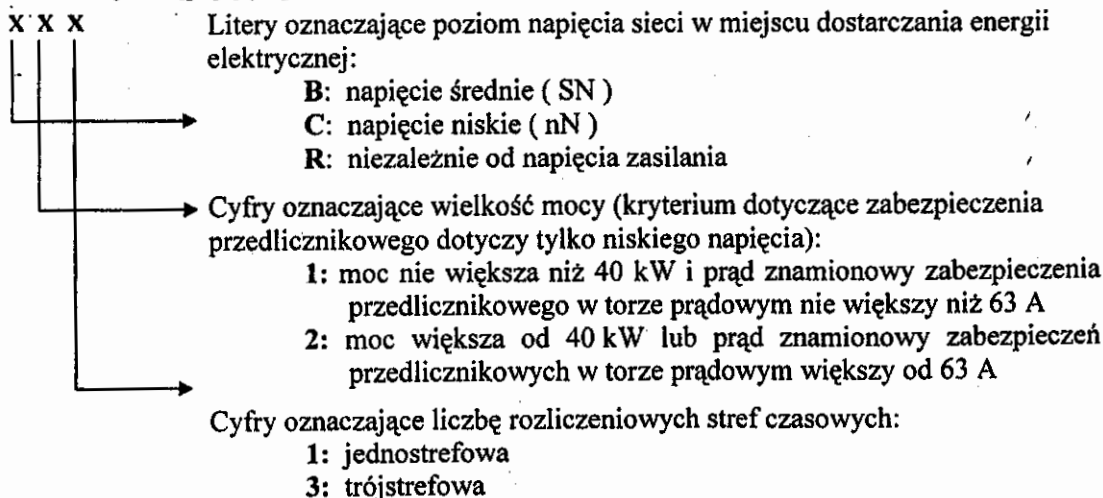 X X X Litery oznaczające poziom napięcia sieci w miejscu dostarczania energii
elektrycznej:
B: napięcie średnie ( SN )
C: napięcie niskie ( nN )
R: niezależnie od napięcia zasilania
Cyfry oznaczające wielkość mocy (kryterium dotyczące zabezpieczenia
przedlicznikowego dotyczy tylko niskiego napięcia):
1: moc nie większa niż 40 kW i prąd znamionowy zabezpieczenia
przedlicznikowego w torze prądowym nie większy niż 63 A
2: moc większa od 40 kW lub prąd znamionowy zabezpieczeń
przedlicznikowych w torze prądowym większy od 63 A
Cyfry oznaczające liczbę rozliczeniowych stref czasowych:
1: jednostrefowa
3: trójstrefowa